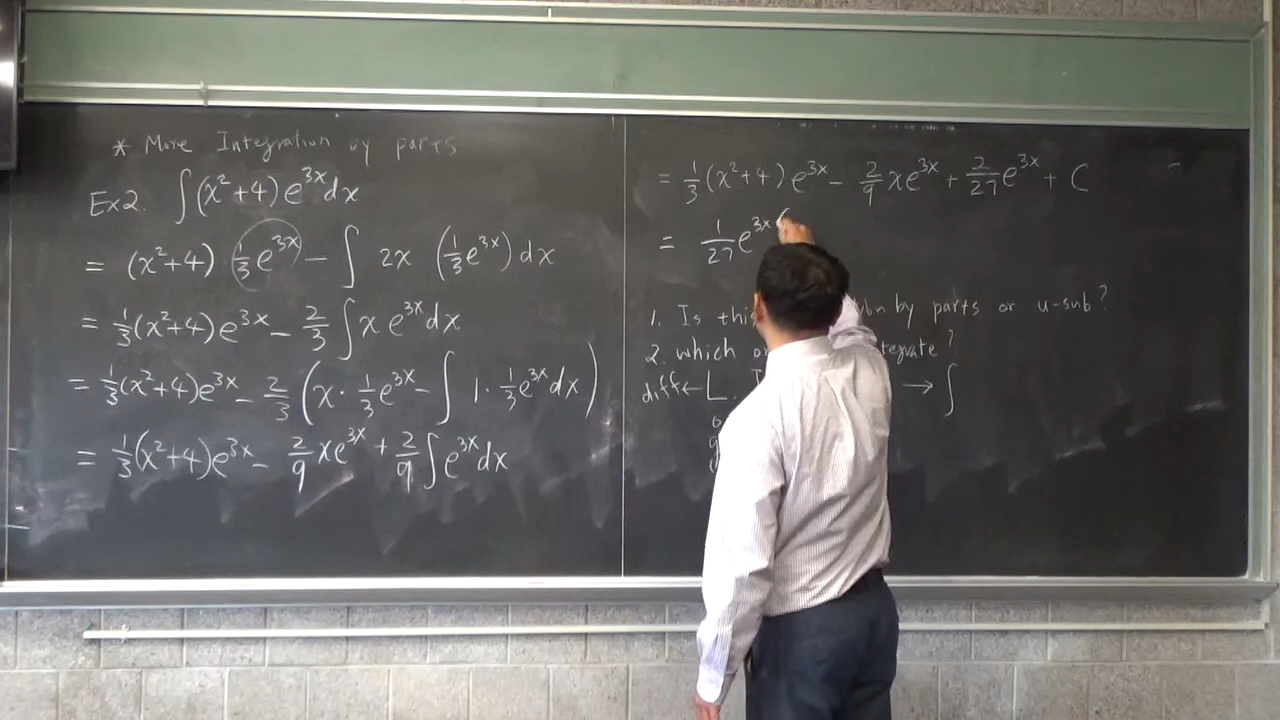 * More Integration by parts
Ex2. ∫(x²+4)e^{3x}dx
= (x²+4) · ⅓e^{3x} − ∫ 2x (⅓e^{3x})dx
= ⅓(x²+4)e^{3x} − ⅔∫x e^{3x}dx
= ⅓(x²+4)e^{3x} − ⅔(x·⅓e^{3x} − ∫1·⅓e^{3x}dx)
= ⅓(x²+4)e^{3x} − 2/9 xe^{3x} + 2/9 ∫e^{3x}dx
= ⅓(x²+4)e^{3x} − 2/9 xe^{3x} + 2/27 e^{3x} + C
= 1/27 e^{3x}(
1. Is by parts or u-sub?
2. which
diff← L. → ∫